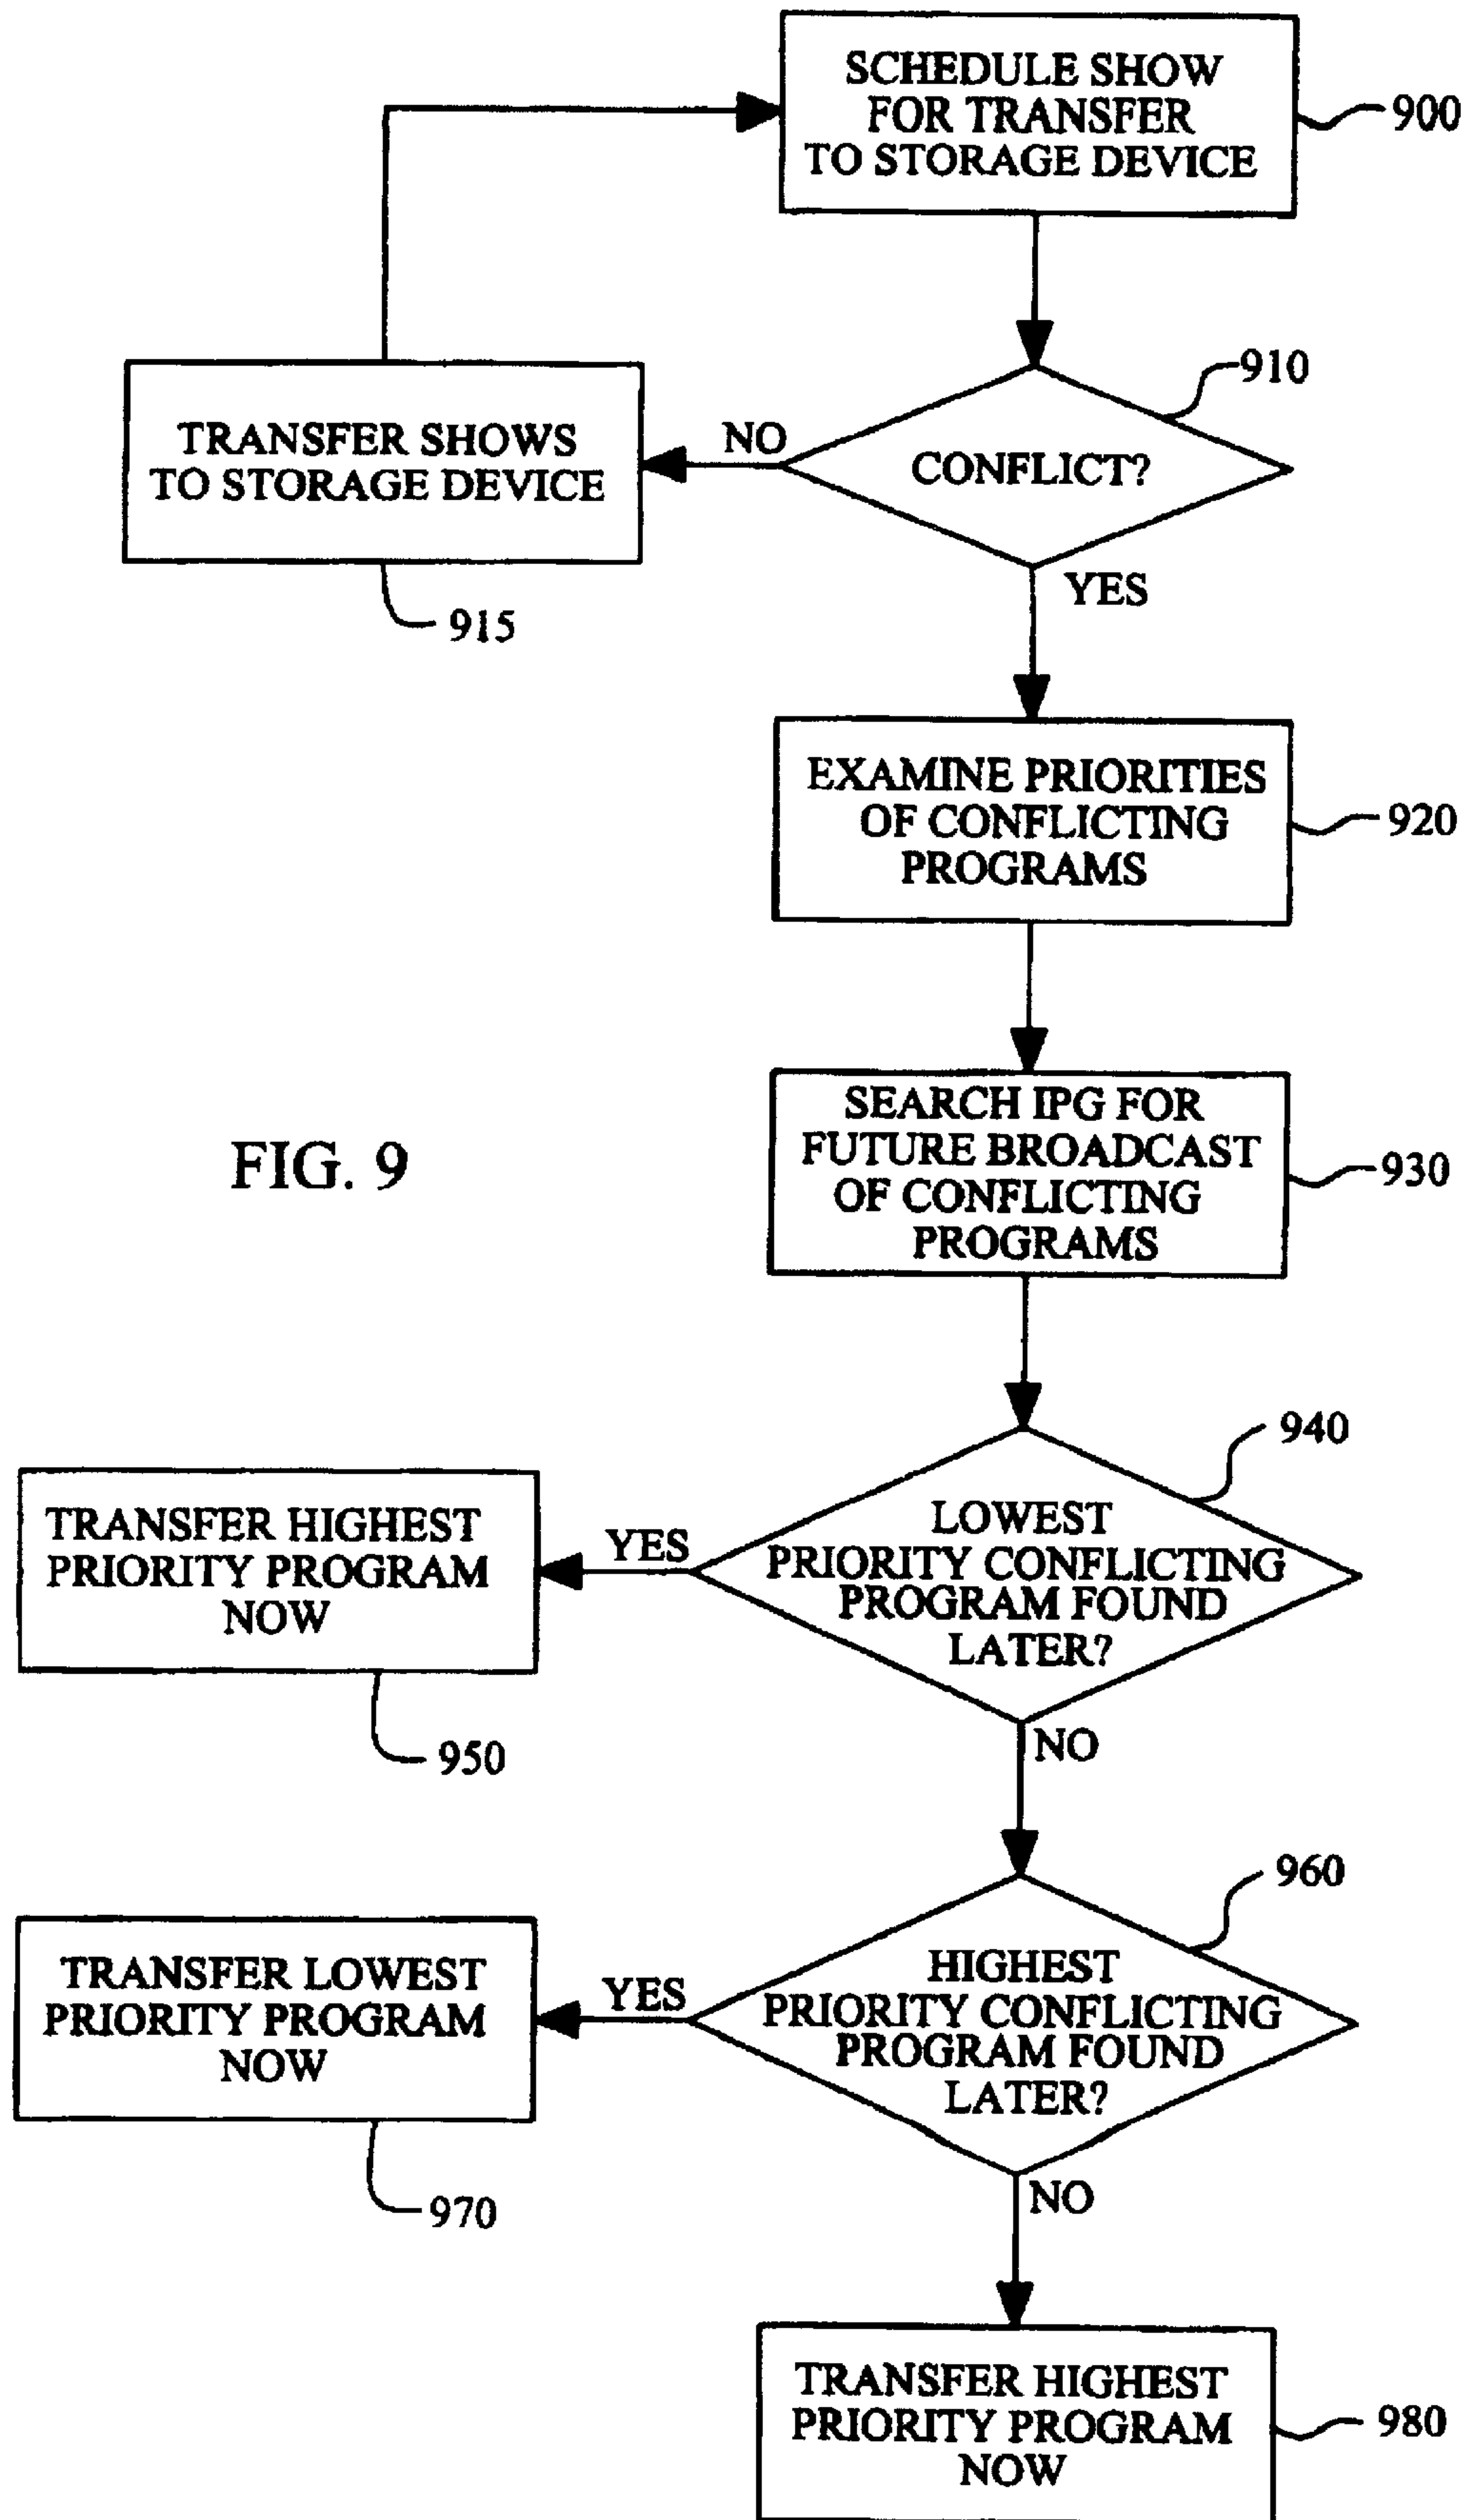 SCHEDULE SHOW
FOR TRANSFER
TO STORAGE DEVICE
900
910
CONFLICT?
NO
TRANSFER SHOWS
TO STORAGE DEVICE
915
YES
EXAMINE PRIORITIES
OF CONFLICTING
PROGRAMS
920
SEARCH IPG FOR
FUTURE BROADCAST
OF CONFLICTING
PROGRAMS
930
FIG. 9
940
LOWEST
PRIORITY CONFLICTING
PROGRAM FOUND
LATER?
YES
TRANSFER HIGHEST
PRIORITY PROGRAM
NOW
950
NO
960
HIGHEST
PRIORITY CONFLICTING
PROGRAM FOUND
LATER?
YES
TRANSFER LOWEST
PRIORITY PROGRAM
NOW
970
NO
TRANSFER HIGHEST
PRIORITY PROGRAM
NOW
980